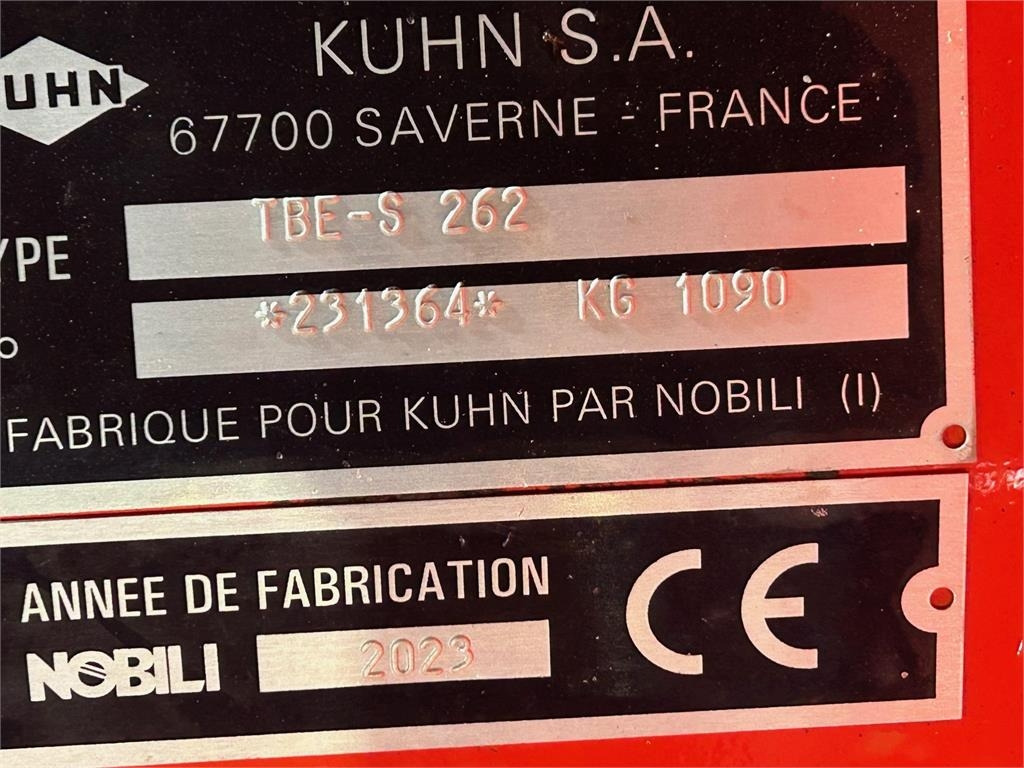 KUHN S.A.
UHN
67700 SAVERNE - FRANCE
YPE TBE-S 262
o *231364* KG 1090
FABRIQUE POUR KUHN PAR NOBILI (I)
ANNEE DE FABRICATION
NOBILI 2023
CE